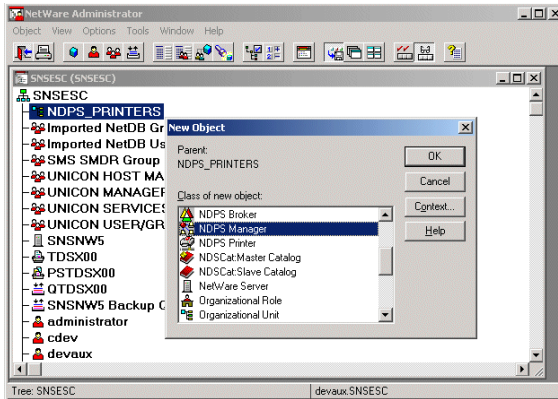 NetWare Administrator
Object View Options Tools Window Help
SNSESC (SNSESC)
SNSESC
NDPS_PRINTERS
Imported NetDB Gr
Imported NetDB Us
SMS SMDR Group
UNICON HOST MA
UNICON MANAGER
UNICON SERVICES
UNICON USER/GR
SNSNW5
TDSX00
PSTDSX00
QTDSX00
SNSNW5 Backup
administrator
cdev
devaux
New Object
Parent:
NDPS_PRINTERS
Class of new object:
NDPS Broker
NDPS Manager
NDPS Printer
NDSCat:Master Catalog
NDSCat:Slave Catalog
NetWare Server
Organizational Role
Organizational Unit
OK
Cancel
Context...
Help
Tree: SNSESC
devaux.SNSESC